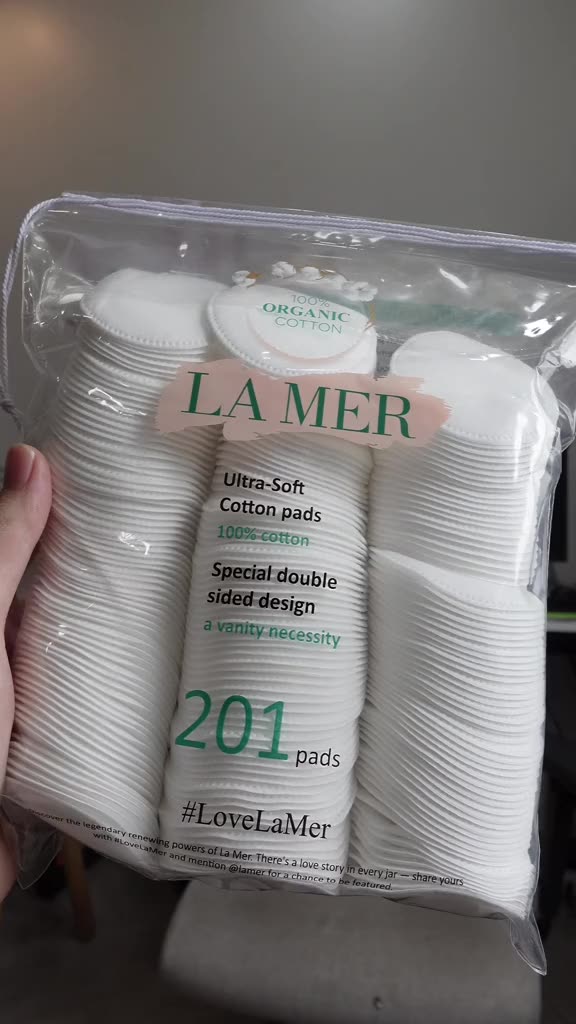 100%
ORGANIC
COTTON
LA MER
Ultra-Soft
Cotton pads
100% cotton
Special double
sided design
a vanity necessity
201 pads
#LoveLaMer
Discover the legendary renewing powers of La Mer. There's a love story in every jar — share yours
with #LoveLaMer and mention @lamer for a chance to be featured.